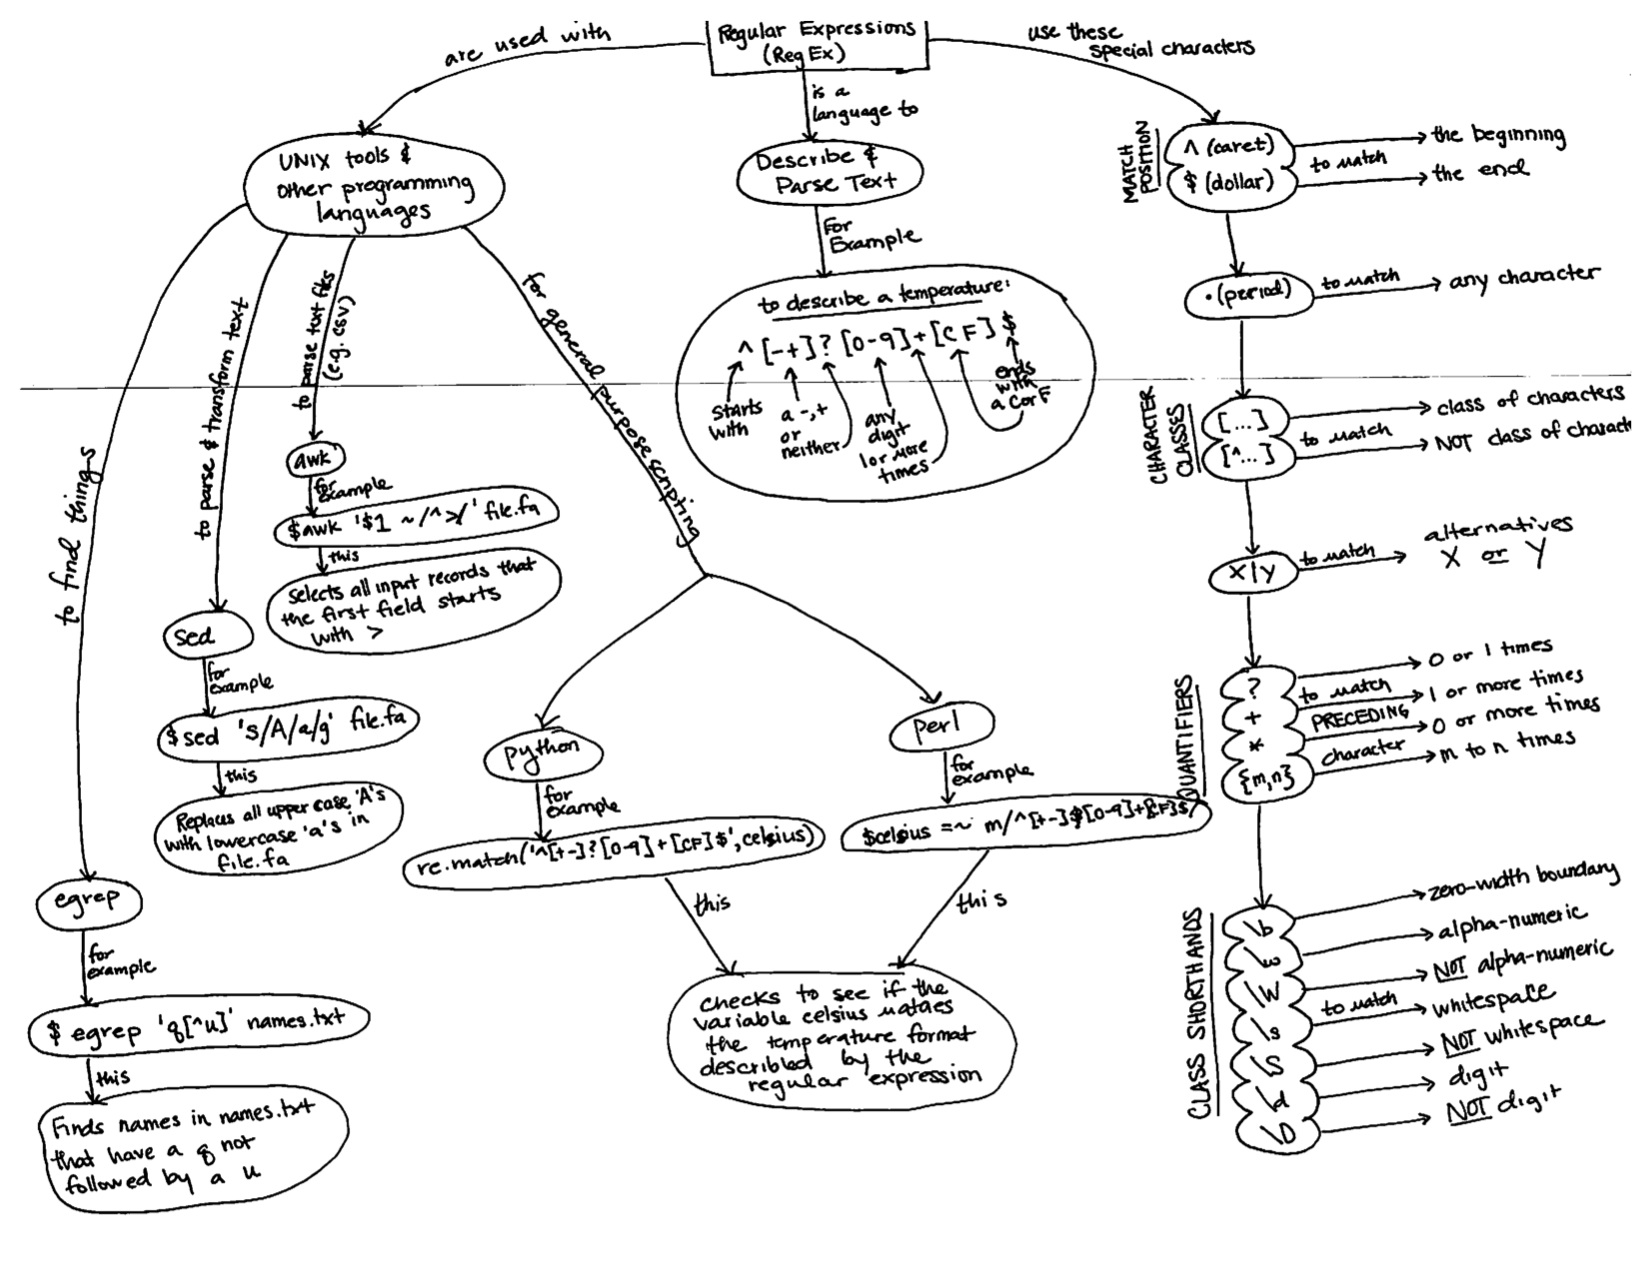 Regular Expressions
(RegEx)
are used with
UNIX tools &
other programming
languages
to find things
egrep
for
example
$ egrep 'q[^u]' names.txt
this
Finds names in names.txt
that have a q not
followed by a u
to parse & transform text
sed
for
example
$sed 's/A/a/g' file.fa
this
Replaces all upper case 'A's
with lowercase 'a's in
file.fa
to parse text files
(e.g. csv)
awk
for
example
$awk '$1 ~/^>/' file.fa
this
selects all input records that
the first field starts
with >
for general purpose scripting
python
for
example
re.match('^[+-]?[0-9]+[CF]$',celsius)
this
perl
for
example
$celsius =~ m/^[+-]?[0-9]+[CF]$/
this
checks to see if the
variable celsius matches
the temperature format
described by the
regular expression
is a
language to
Describe &
Parse Text
For
Example
to describe a temperature:
^[-+]?[0-9]+[CF]$
starts
with
a -,+
or
neither
any
digit
1 or more
times
ends
with
a C or F
use these
special characters
MATCH
POSITION
^ (caret)
$ (dollar)
to match
the beginning
the end
.(period)
to match
any character
CHARACTER
CLASSES
[...]
[^...]
to match
class of characters
NOT class of charact
x|y
to match
alternatives
X or Y
QUANTIFIERS
?
+
*
{m,n}
to match
PRECEDING
character
0 or 1 times
1 or more times
0 or more times
m to n times
CLASS SHORTHANDS
\b
\w
\W
\s
\S
\d
\D
to match
zero-width boundary
alpha-numeric
NOT alpha-numeric
whitespace
NOT whitespace
digit
NOT digit